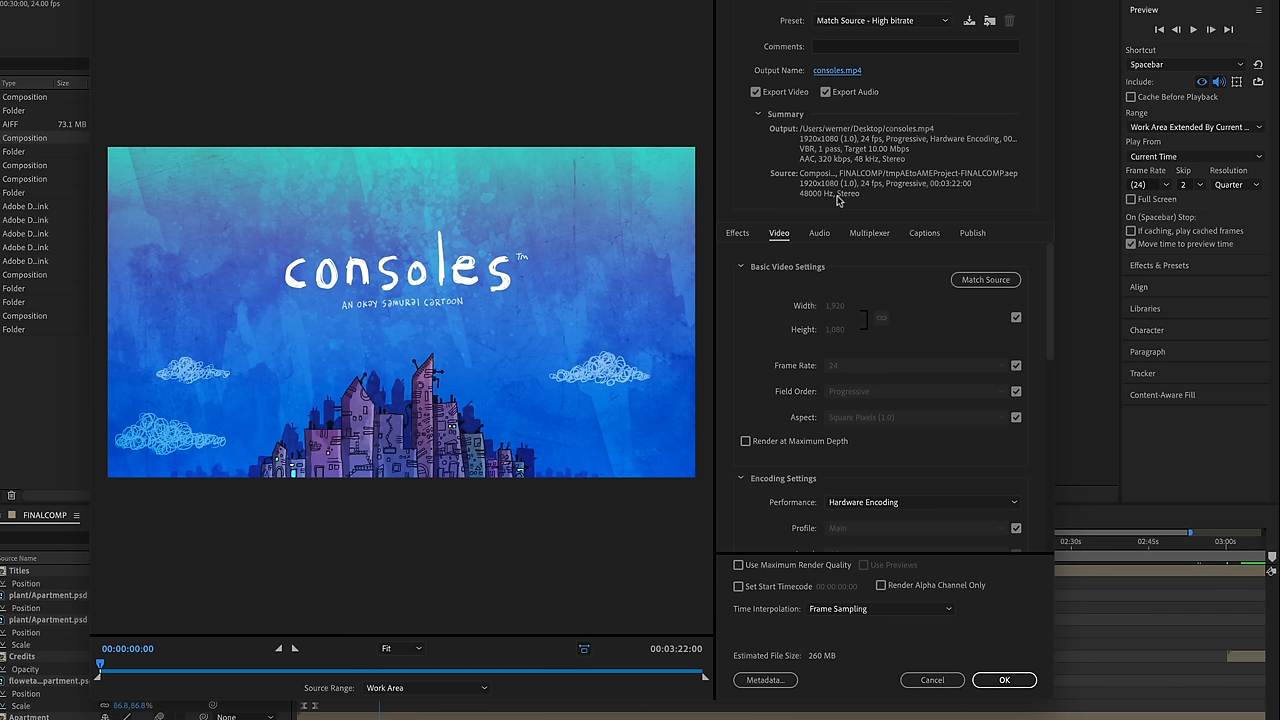 00:30:00, 24.00 fps
Type Size
Composition
Folder
AIFF 73.1 MB
Composition
Folder
Composition
Composition
Folder
Adobe D...ink
Adobe D...ink
Adobe D...ink
Adobe D...ink
Adobe D...ink
Composition
Folder
Folder
Composition
Folder
FINALCOMP
Source Name
Titles
Position
plant/Apartment.psd
Position
plant/Apartment.psd
Position
Scale
Credits
Opacity
floweta...partment.ps
Position
Scale
86.8,86.8%
Apartment
None
consoles™
AN OKAY SAMURAI CARTOON
00:00:00:00
Fit
00:03:22:00
Source Range: Work Area
Preset: Match Source - High bitrate
Comments:
Output Name: consoles.mp4
Export Video Export Audio
Summary
Output: /Users/werner/Desktop/consoles.mp4
1920x1080 (1.0), 24 fps, Progressive, Hardware Encoding, 00...
VBR, 1 pass, Target 10.00 Mbps
AAC, 320 kbps, 48 kHz, Stereo
Source: Composi..., FINALCOMP/tmpAEtoAMEProject-FINALCOMP.aep
1920x1080 (1.0), 24 fps, Progressive, 00:03:22:00
48000 Hz, Stereo
Effects Video Audio Multiplexer Captions Publish
Basic Video Settings
Match Source
Width: 1,920
Height: 1,080
Frame Rate: 24
Field Order: Progressive
Aspect: Square Pixels (1.0)
Render at Maximum Depth
Encoding Settings
Performance: Hardware Encoding
Profile: Main
Use Maximum Render Quality Use Previews
Set Start Timecode 00:00:00:00 Render Alpha Channel Only
Time Interpolation: Frame Sampling
Estimated File Size: 260 MB
Metadata... Cancel OK
Preview
Shortcut
Spacebar
Include:
Cache Before Playback
Range
Work Area Extended By Current ...
Play From
Current Time
Frame Rate Skip Resolution
(24) 2 Quarter
Full Screen
On (Spacebar) Stop:
If caching, play cached frames
Move time to preview time
Effects & Presets
Align
Libraries
Character
Paragraph
Tracker
Content-Aware Fill
02:30s 02:45s 03:00s